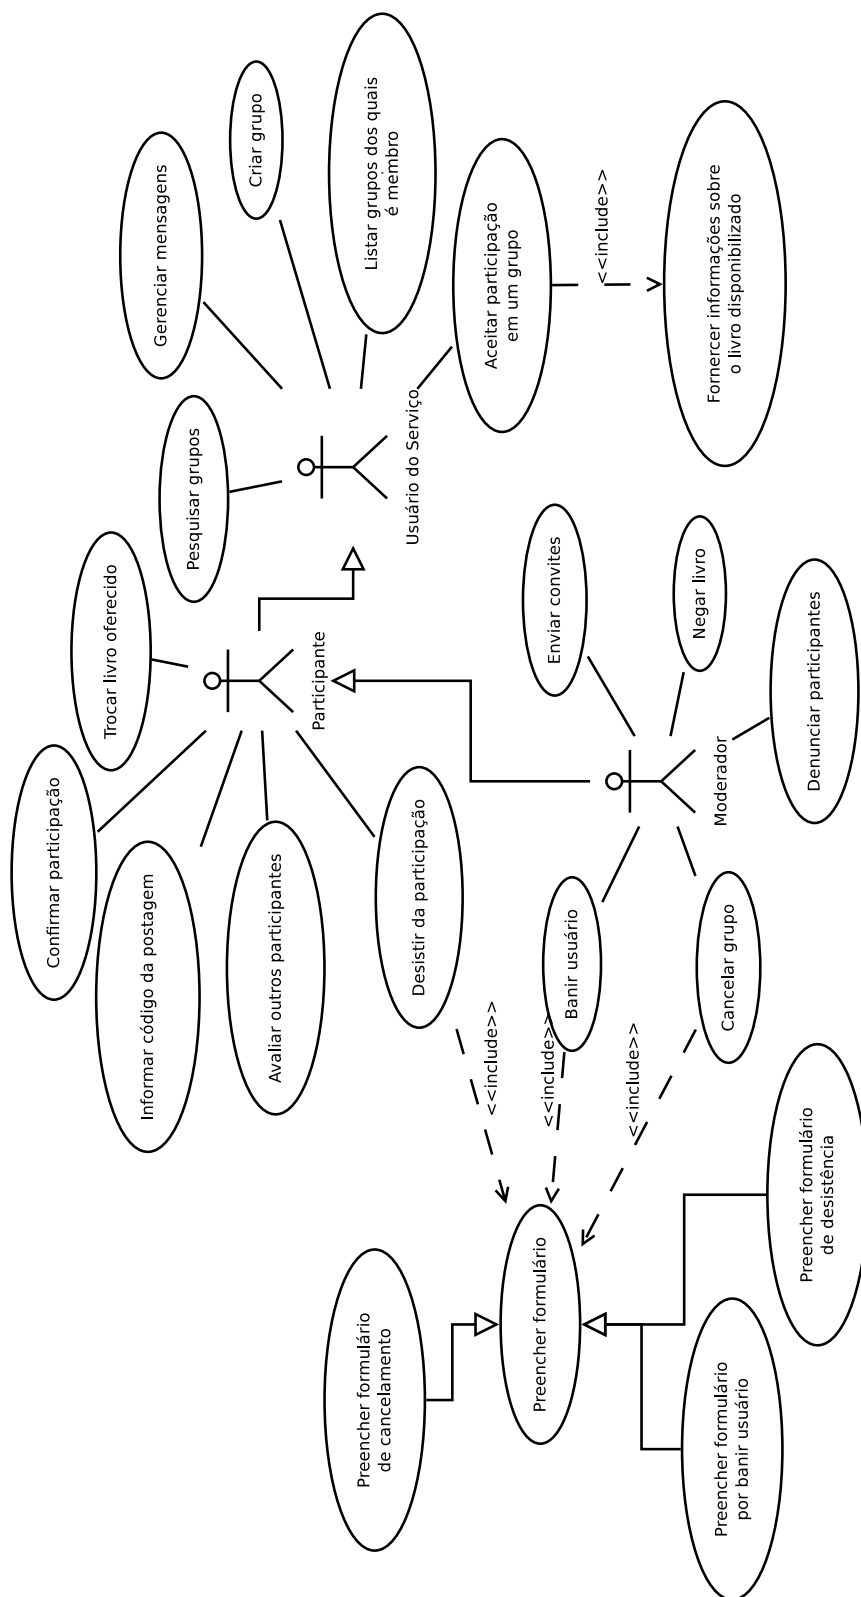 Confirmar participação
Trocar livro oferecido
Informar código da postagem
Gerenciar mensagens
Pesquisar grupos
Criar grupo
Avaliar outros participantes
Participante
Listar grupos dos quais
é membro
Preencher formulário
de cancelamento
Usuário do Serviço
Desistir da participação
<<include>>
Aceitar participação
em um grupo
Preencher formulário
<<include>>
Enviar convites
Banir usuário
<<include>>
<<include>>
Negar livro
Moderador
Fornercer informações sobre
o livro disponibilizado
Cancelar grupo
Preencher formulário
por banir usuário
Denunciar participantes
Preencher formulário
de desistência